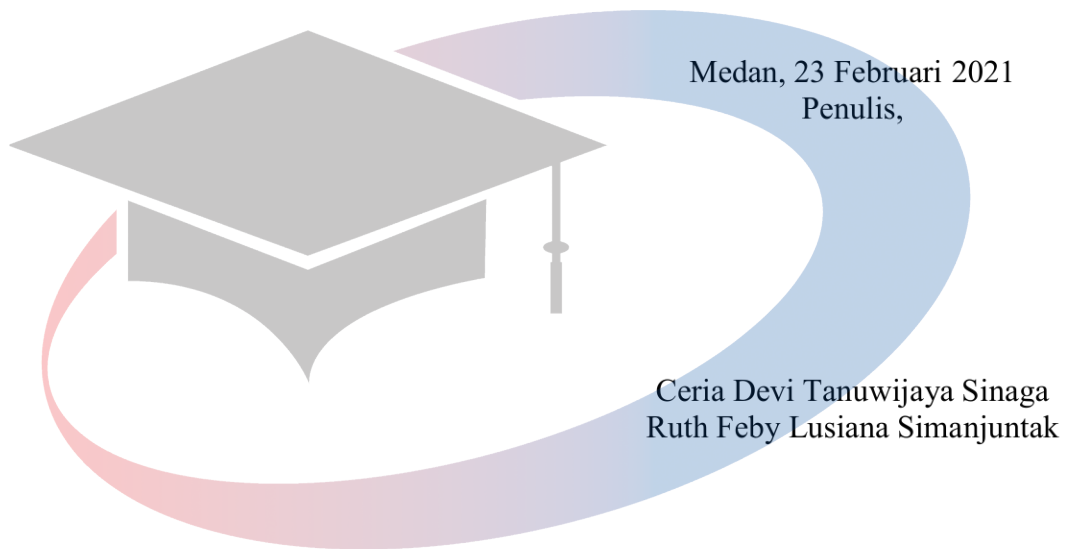 Medan, 23 Februari 2021
Penulis,
Ceria Devi Tanuwijaya Sinaga
Ruth Feby Lusiana Simanjuntak